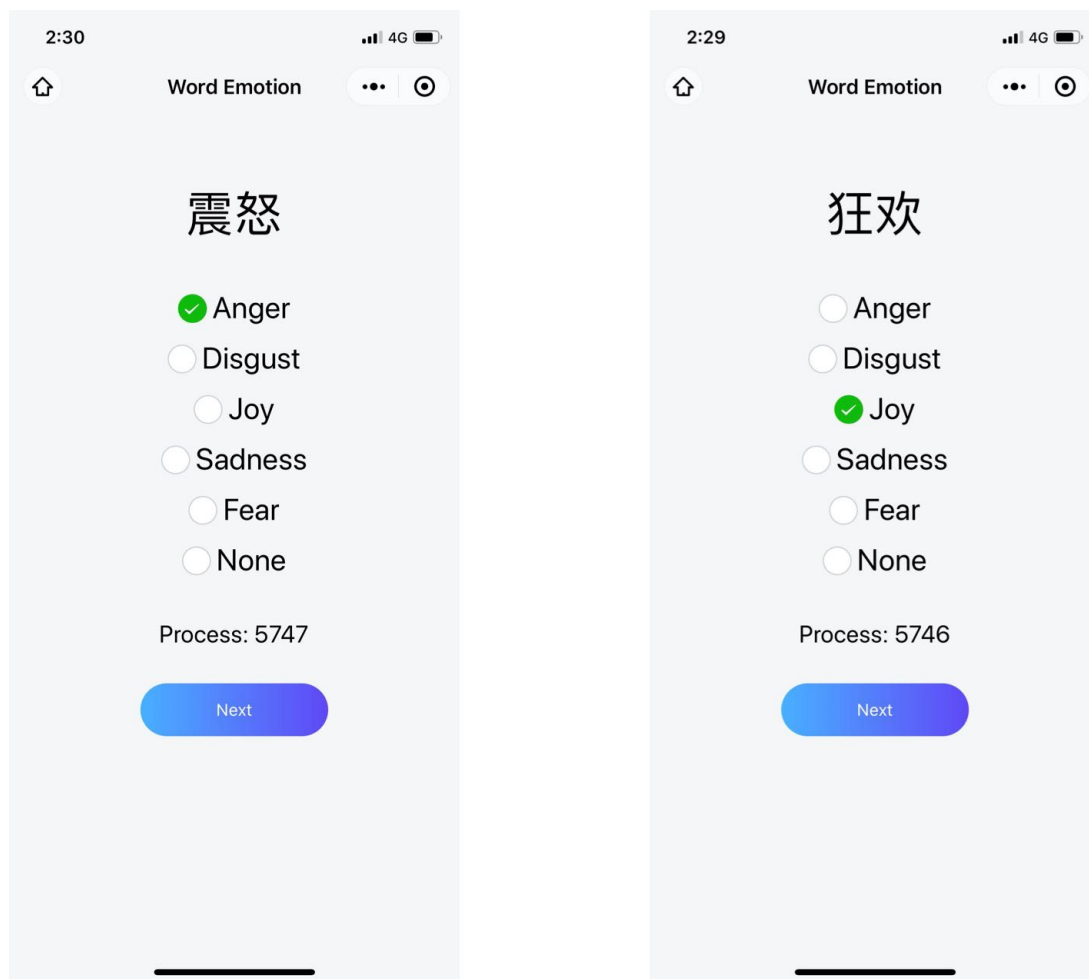 2:30
4G
Word Emotion
震怒
Anger
Disgust
Joy
Sadness
Fear
None
Process: 5747
Next
2:29
4G
Word Emotion
狂欢
Anger
Disgust
Joy
Sadness
Fear
None
Process: 5746
Next